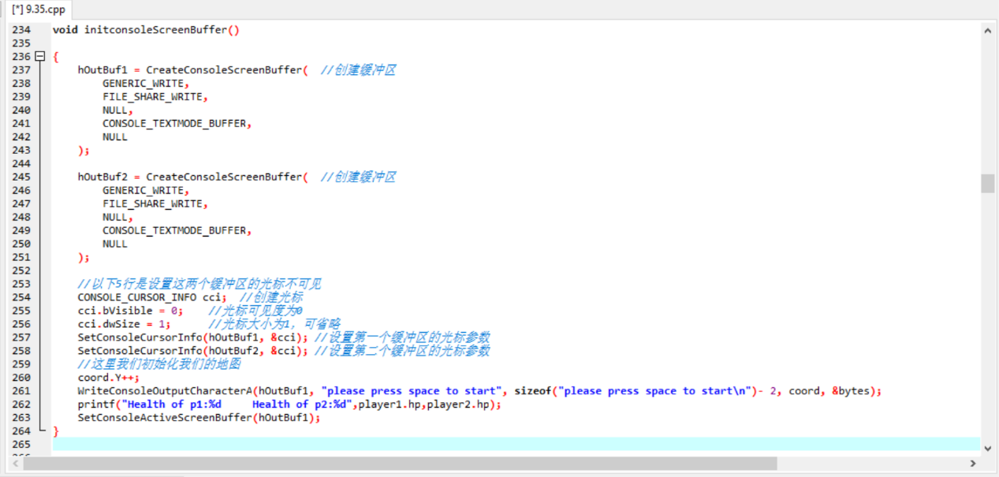 [*] 9.35.cpp
234 void initconsoleScreenBuffer()
235
236 {
237 hOutBuf1 = CreateConsoleScreenBuffer( //创建缓冲区
238 GENERIC_WRITE,
239 FILE_SHARE_WRITE,
240 NULL,
241 CONSOLE_TEXTMODE_BUFFER,
242 NULL
243 );
244
245 hOutBuf2 = CreateConsoleScreenBuffer( //创建缓冲区
246 GENERIC_WRITE,
247 FILE_SHARE_WRITE,
248 NULL,
249 CONSOLE_TEXTMODE_BUFFER,
250 NULL
251 );
252
253 //以下5行是设置这两个缓冲区的光标不可见
254 CONSOLE_CURSOR_INFO cci; //创建光标
255 cci.bVisible = 0; //光标可见度为0
256 cci.dwSize = 1; //光标大小为1，可省略
257 SetConsoleCursorInfo(hOutBuf1, &cci); //设置第一个缓冲区的光标参数
258 SetConsoleCursorInfo(hOutBuf2, &cci); //设置第二个缓冲区的光标参数
259 //这里我们初始化我们的地图
260 coord.Y++;
261 WriteConsoleOutputCharacterA(hOutBuf1, "please press space to start", sizeof("please press space to start\n")- 2, coord, &bytes);
262 printf("Health of p1:%d     Health of p2:%d",player1.hp,player2.hp);
263 SetConsoleActiveScreenBuffer(hOutBuf1);
264 }
265